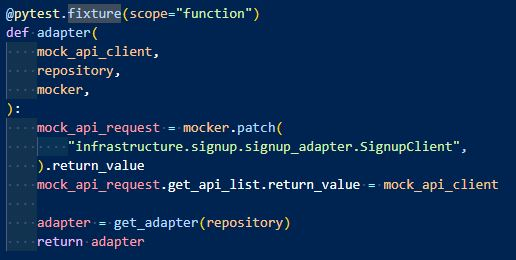 @pytest.fixture(scope="function")
def adapter(
    mock_api_client,
    repository,
    mocker,
):
    mock_api_request = mocker.patch(
        "infrastructure.signup.signup_adapter.SignupClient",
    ).return_value
    mock_api_request.get_api_list.return_value = mock_api_client

    adapter = get_adapter(repository)
    return adapter